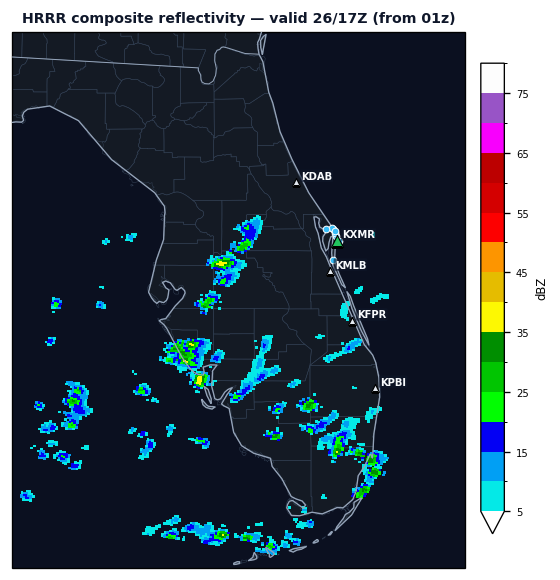 HRRR composite reflectivity — valid 26/17Z (from 01z)
KDAB
KXMR
KMLB
KFPR
KPBI
75
65
55
45
35
25
15
5
dBZ